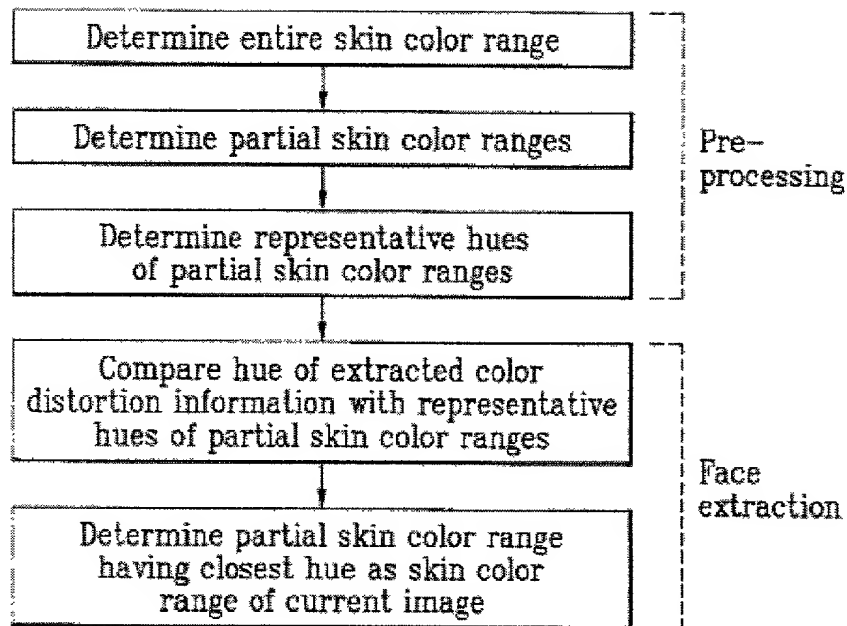 Determine entire skin color range
Determine partial skin color ranges
Pre-
processing
Determine representative hues
of partial skin color ranges
Compare hue of extracted color
distortion information with representative
hues of partial skin color ranges
Face
extraction
Determine partial skin color range
having closest hue as skin color
range of current image